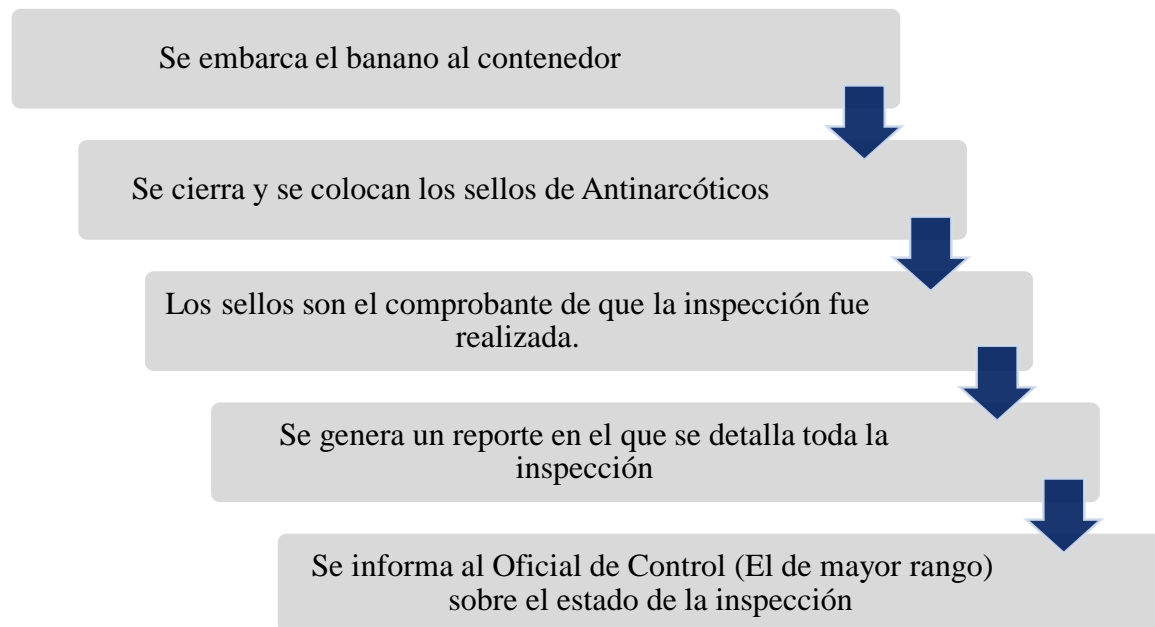 Se embarca el banano al contenedor
Se cierra y se colocan los sellos de Antinarcóticos
Los sellos son el comprobante de que la inspección fue
realizada.
Se genera un reporte en el que se detalla toda la
inspección
Se informa al Oficial de Control (El de mayor rango)
sobre el estado de la inspección